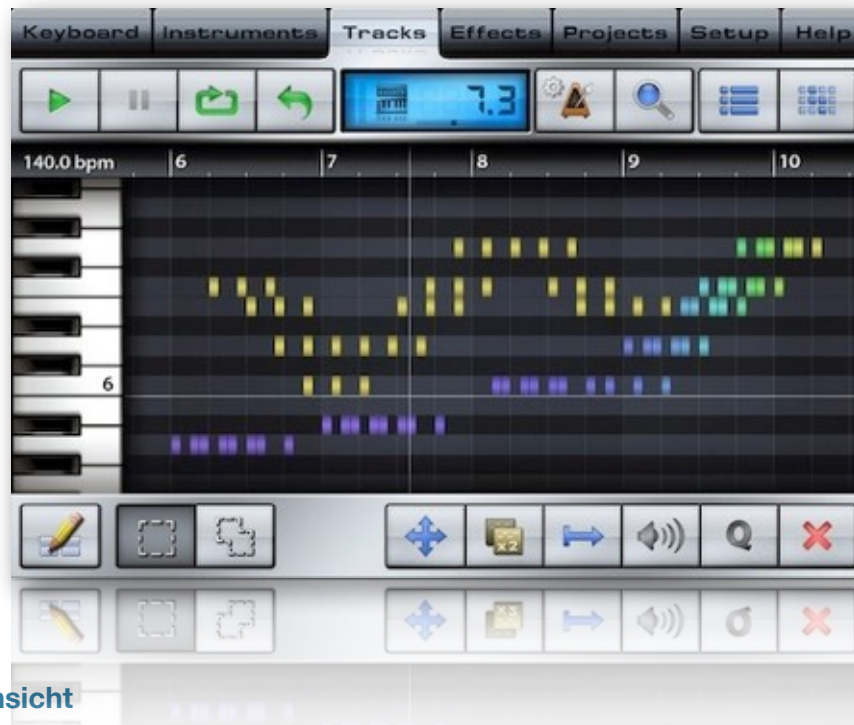 Keyboard Instruments Tracks Effects Projects Setup Help
7.3
140.0 bpm 6 7 8 9 10
6
x2
Q
nsicht